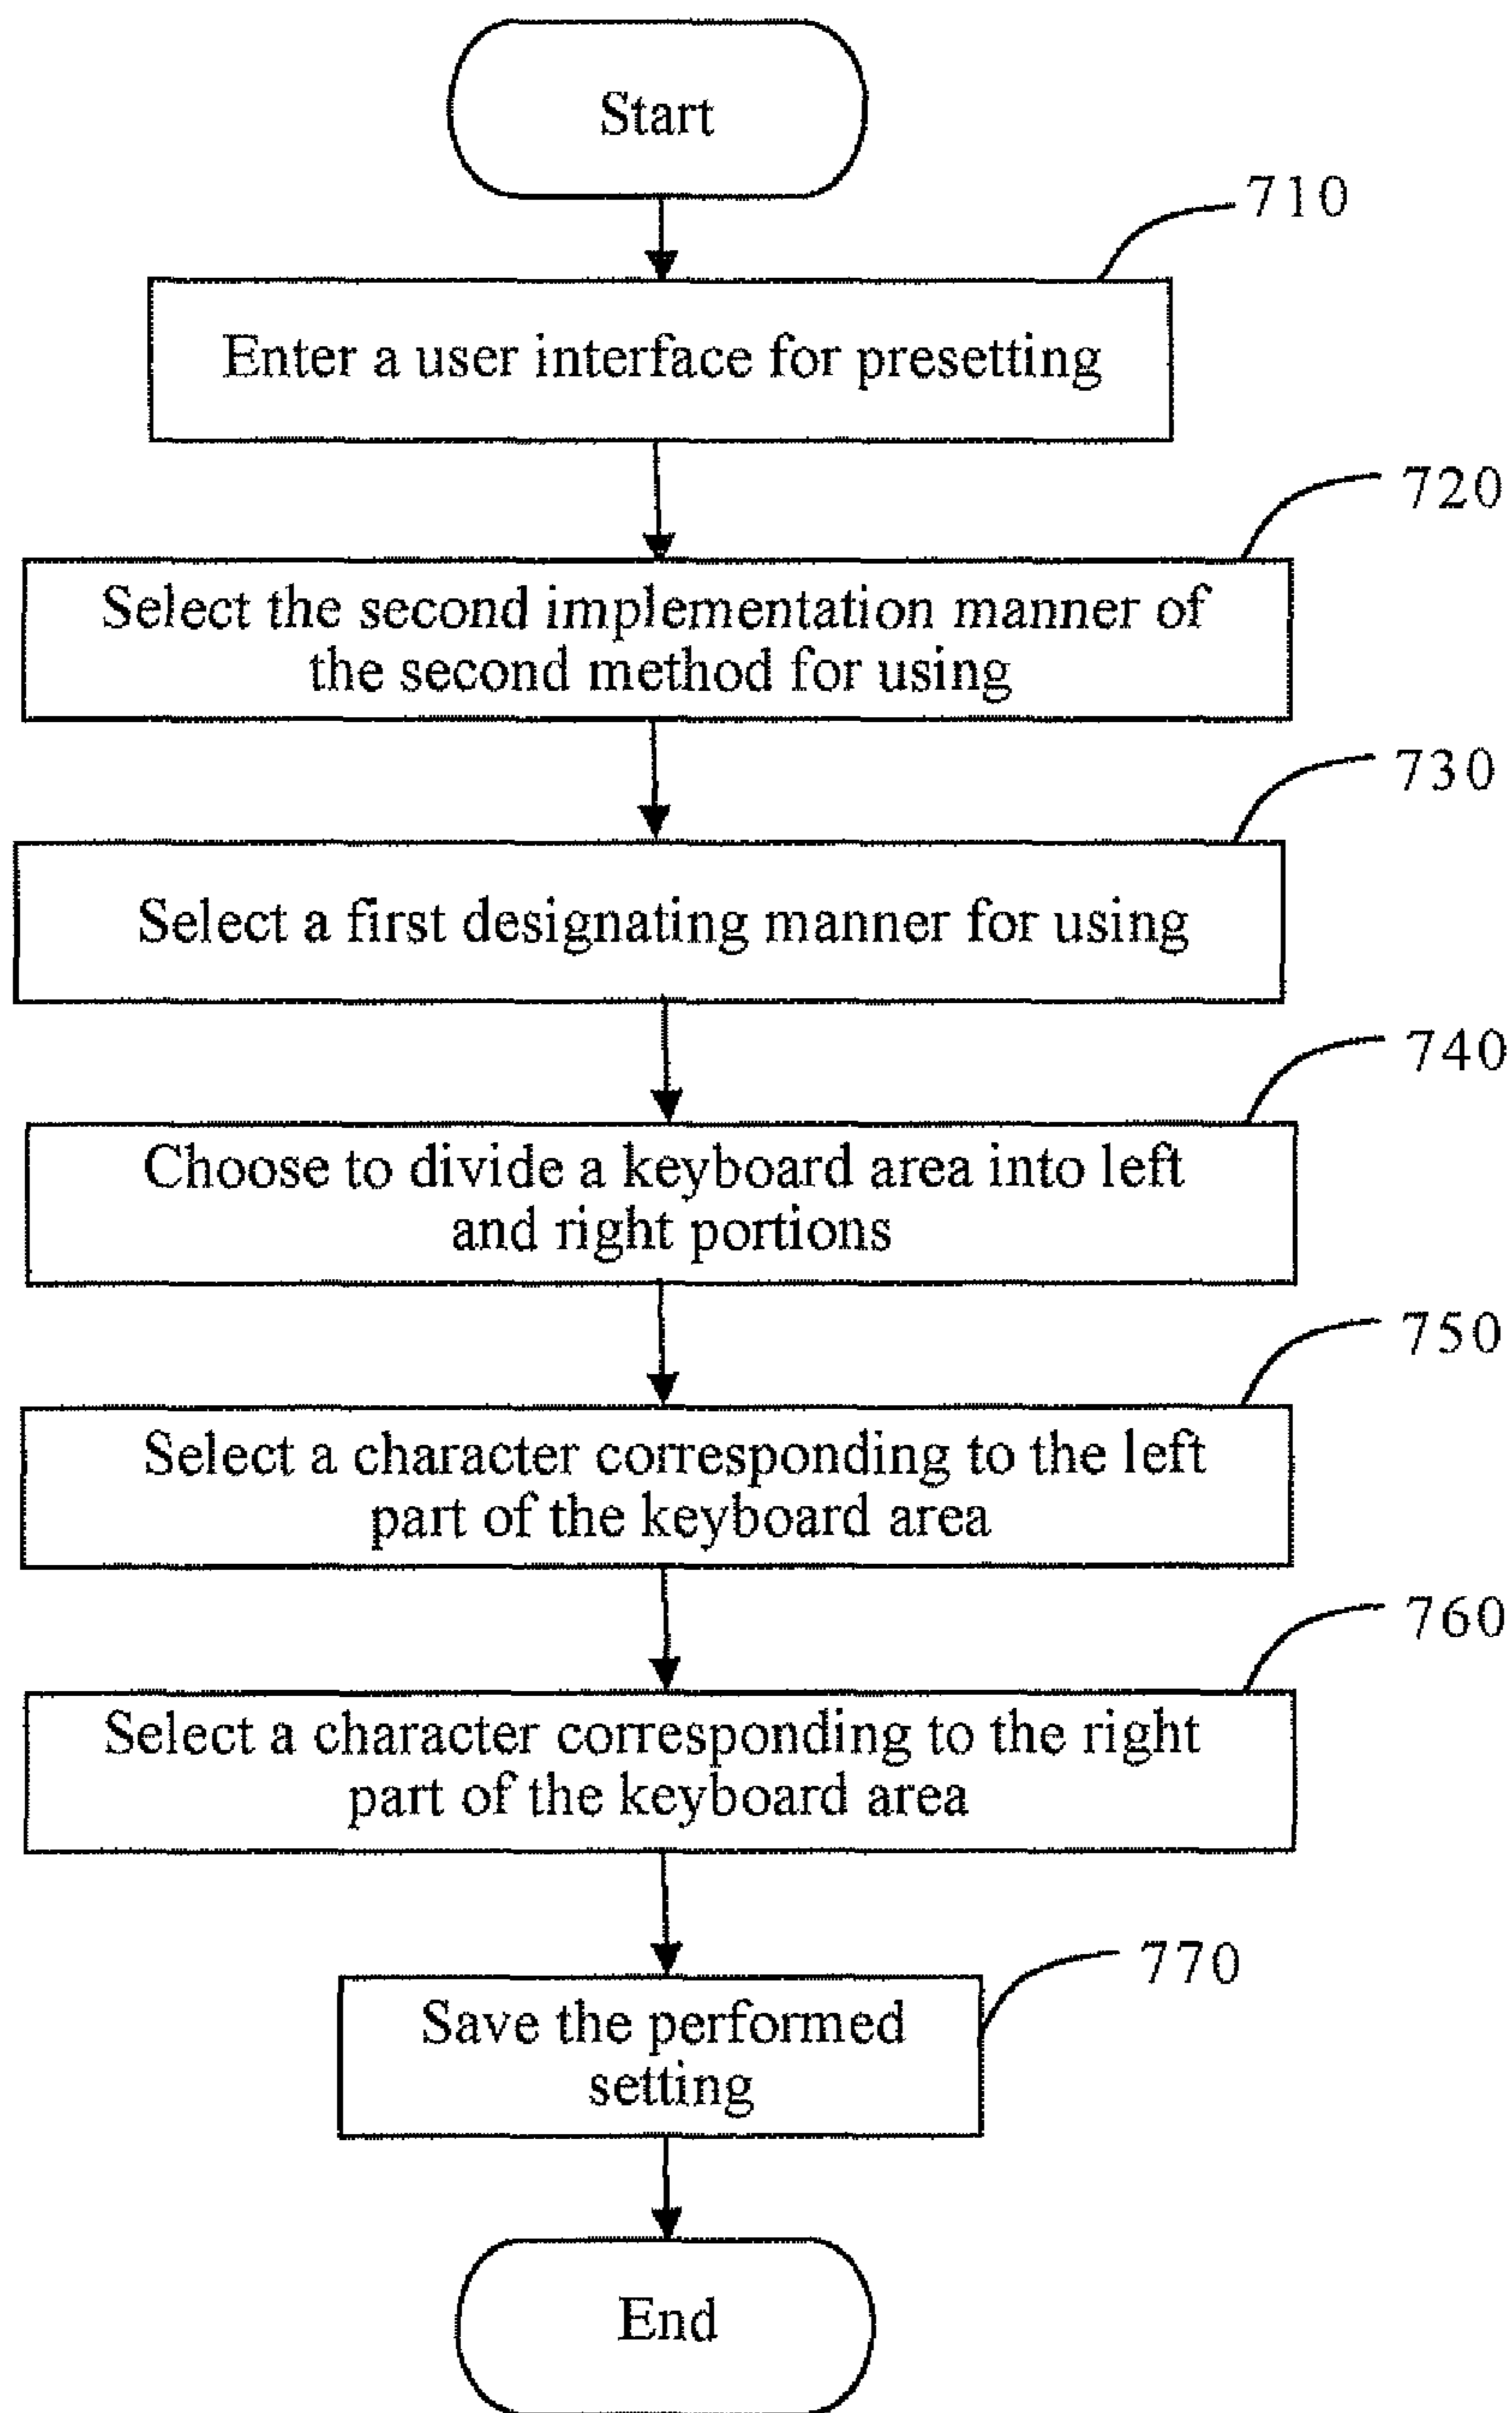 Start
710
Enter a user interface for presetting
720
Select the second implementation manner of
the second method for using
730
Select a first designating manner for using
740
Choose to divide a keyboard area into left
and right portions
750
Select a character corresponding to the left
part of the keyboard area
760
Select a character corresponding to the right
part of the keyboard area
770
Save the performed
setting
End